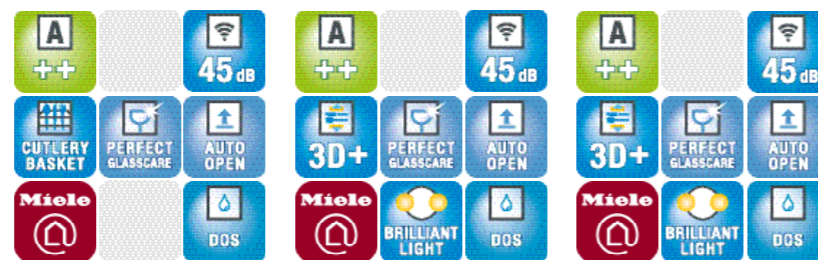 A
++
45 dB
CUTLERY
BASKET
PERFECT
GLASSCARE
AUTO
OPEN
Miele
DOS
A
++
45 dB
3D+
PERFECT
GLASSCARE
AUTO
OPEN
Miele
BRILLIANT
LIGHT
DOS
A
++
45 dB
3D+
PERFECT
GLASSCARE
AUTO
OPEN
Miele
BRILLIANT
LIGHT
DOS